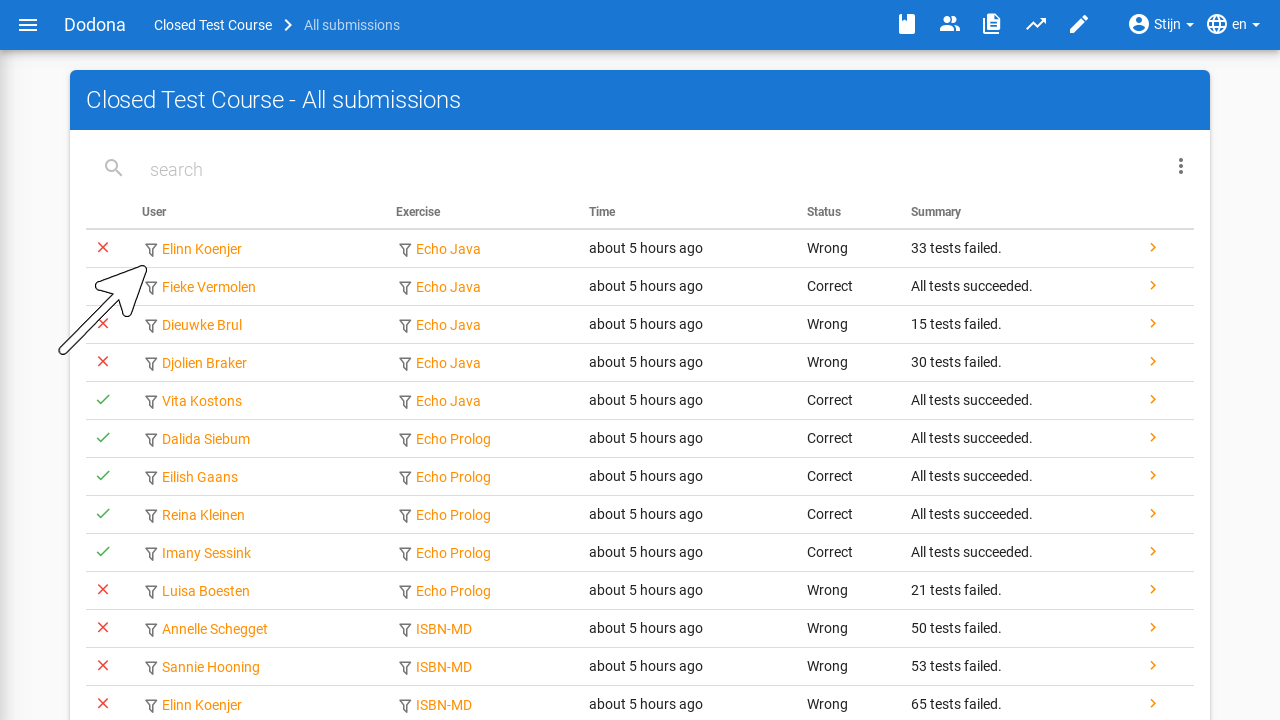 Dodona Closed Test Course All submissions Stijn en
Closed Test Course - All submissions
search
User Exercise Time Status Summary
Elinn Koenjer Echo Java about 5 hours ago Wrong 33 tests failed.
Fieke Vermolen Echo Java about 5 hours ago Correct All tests succeeded.
Dieuwke Brul Echo Java about 5 hours ago Wrong 15 tests failed.
Djolien Braker Echo Java about 5 hours ago Wrong 30 tests failed.
Vita Kostons Echo Java about 5 hours ago Correct All tests succeeded.
Dalida Siebum Echo Prolog about 5 hours ago Correct All tests succeeded.
Eilish Gaans Echo Prolog about 5 hours ago Correct All tests succeeded.
Reina Kleinen Echo Prolog about 5 hours ago Correct All tests succeeded.
Imany Sessink Echo Prolog about 5 hours ago Correct All tests succeeded.
Luisa Boesten Echo Prolog about 5 hours ago Wrong 21 tests failed.
Annelle Schegget ISBN-MD about 5 hours ago Wrong 50 tests failed.
Sannie Hooning ISBN-MD about 5 hours ago Wrong 53 tests failed.
Elinn Koenjer ISBN-MD about 5 hours ago Wrong 65 tests failed.